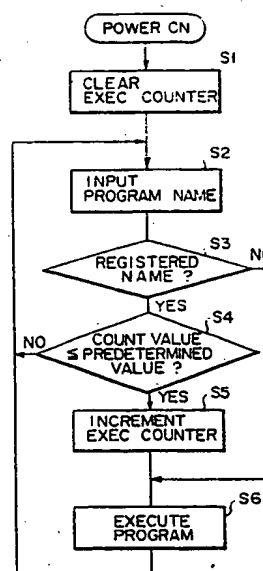 POWER CN
S1
CLEAR
EXEC COUNTER
S2
INPUT
PROGRAM NAME
S3
REGISTERED
NAME ?
YES
S4
NO
COUNT VALUE
≦ PREDETERMINED
VALUE ?
YES
S5
INCREMENT
EXEC COUNTER
S6
EXECUTE
PROGRAM